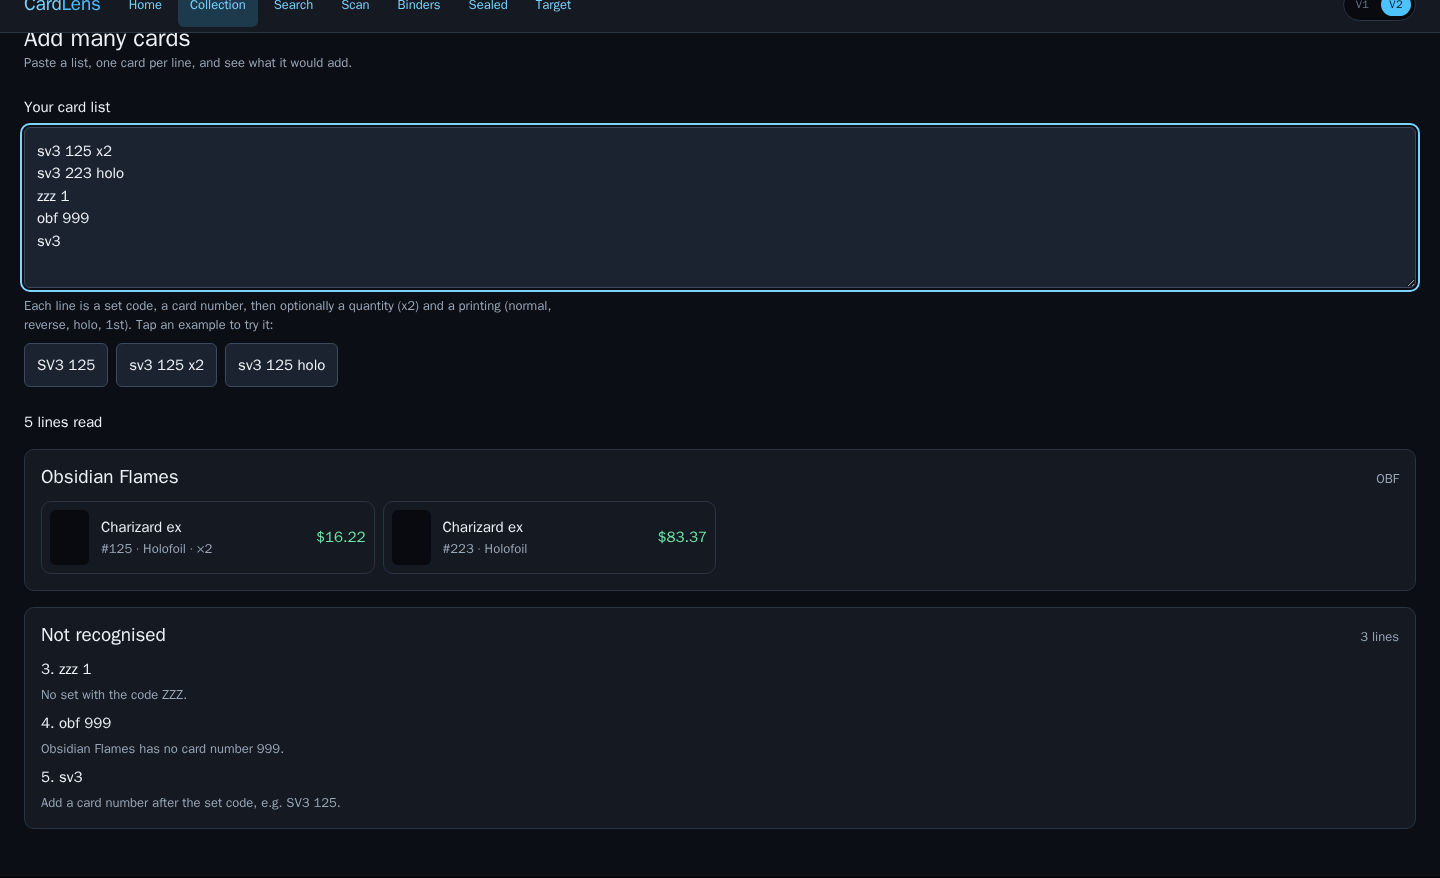 CardLens Home Collection Search Scan Binders Sealed Target V1 V2
Add many cards
Paste a list, one card per line, and see what it would add.
Your card list
sv3 125 x2
sv3 223 holo
zzz 1
obf 999
sv3
Each line is a set code, a card number, then optionally a quantity (x2) and a printing (normal,
reverse, holo, 1st). Tap an example to try it:
SV3 125 sv3 125 x2 sv3 125 holo
5 lines read
Obsidian Flames OBF
Charizard ex
#125 · Holofoil · ×2
$16.22
Charizard ex
#223 · Holofoil
$83.37
Not recognised 3 lines
3. zzz 1
No set with the code ZZZ.
4. obf 999
Obsidian Flames has no card number 999.
5. sv3
Add a card number after the set code, e.g. SV3 125.